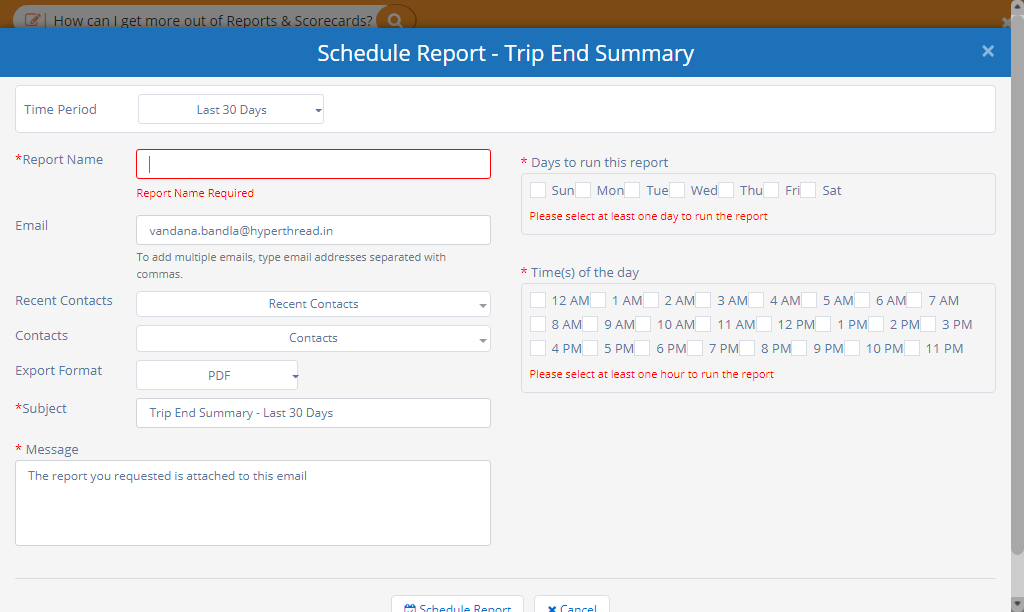 How can I get more out of Reports & Scorecards?
Schedule Report - Trip End Summary
Time Period
Last 30 Days
*Report Name
Report Name Required
Email
vandana.bandla@hyperthread.in
To add multiple emails, type email addresses separated with
commas.
Recent Contacts
Recent Contacts
Contacts
Contacts
Export Format
PDF
*Subject
Trip End Summary - Last 30 Days
* Message
The report you requested is attached to this email
* Days to run this report
Sun Mon Tue Wed Thu Fri Sat
Please select at least one day to run the report
* Time(s) of the day
12 AM 1 AM 2 AM 3 AM 4 AM 5 AM 6 AM 7 AM
8 AM 9 AM 10 AM 11 AM 12 PM 1 PM 2 PM 3 PM
4 PM 5 PM 6 PM 7 PM 8 PM 9 PM 10 PM 11 PM
Please select at least one hour to run the report
Schedule Report
Cancel